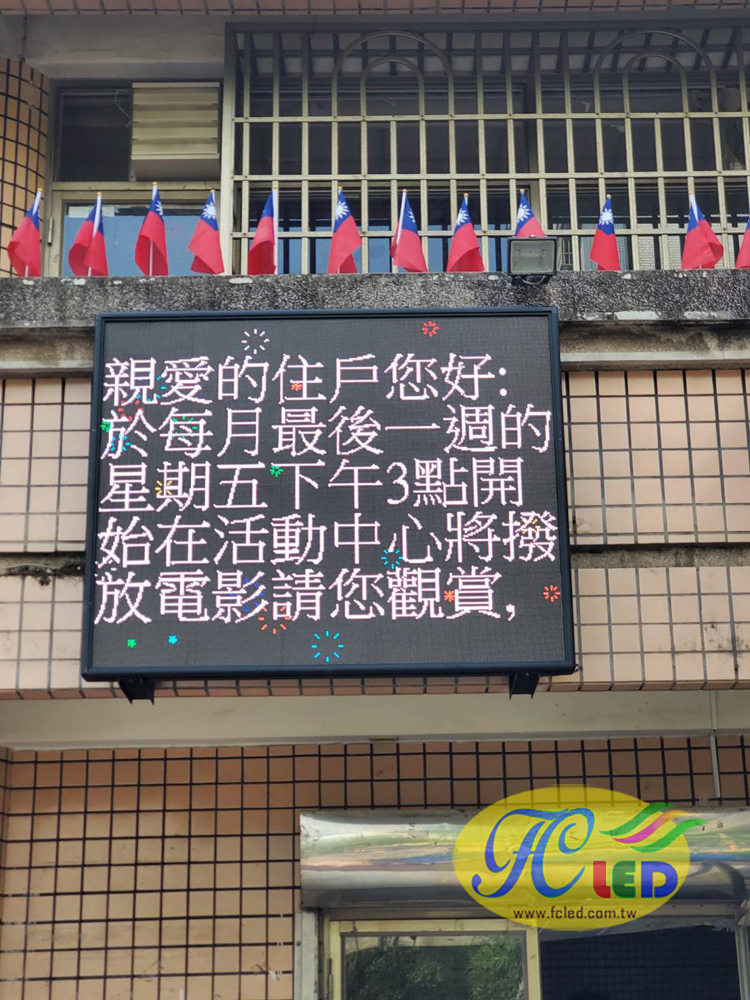 親愛的住戶您好:
於每月最後一週的
星期五下午3點開
始在活動中心將撥
放電影請您觀賞,
FC LED
www.fcled.com.tw